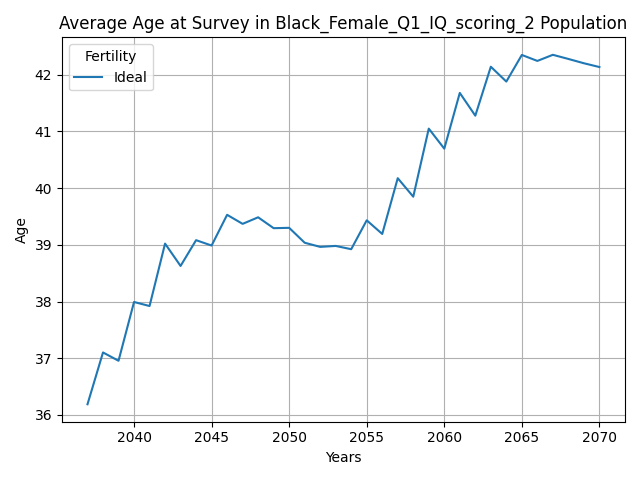 Average Age at Survey in Black_Female_Q1_IQ_scoring_2 Population
Fertility
Ideal
42
41
40
39
38
37
36
Age
2040 2045 2050 2055 2060 2065 2070
Years